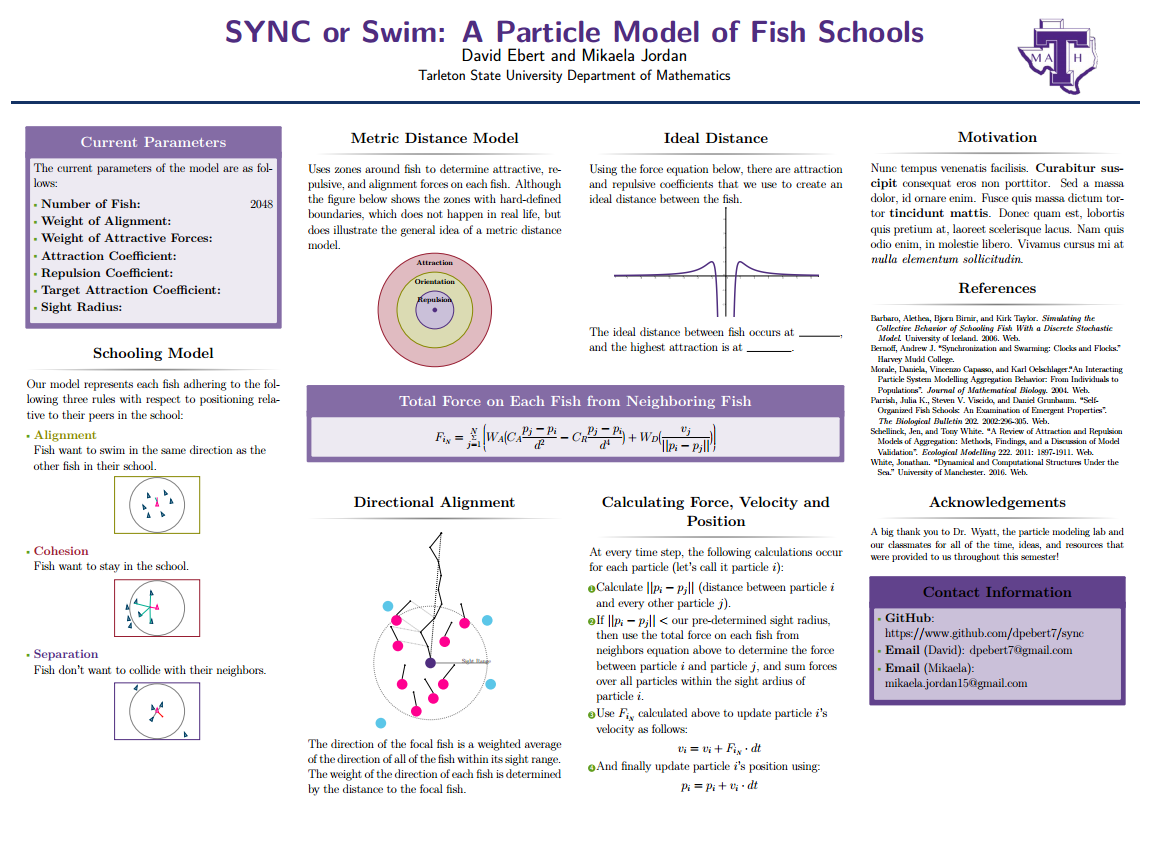 SYNC or Swim: A Particle Model of Fish Schools
David Ebert and Mikaela Jordan
Tarleton State University Department of Mathematics
T
MA H
Current Parameters
The current parameters of the model are as fol-
lows:
Number of Fish: 2048
Weight of Alignment:
Weight of Attractive Forces:
Attraction Coefficient:
Repulsion Coefficient:
Target Attraction Coefficient:
Sight Radius:
Schooling Model
Our model represents each fish adhering to the fol-
lowing three rules with respect to positioning rela-
tive to their peers in the school:
Alignment
Fish want to swim in the same direction as the
other fish in their school.
Cohesion
Fish want to stay in the school.
Separation
Fish don't want to collide with their neighbors.
Metric Distance Model
Uses zones around fish to determine attractive, re-
pulsive, and alignment forces on each fish. Although
the figure below shows the zones with hard-defined
boundaries, which does not happen in real life, but
does illustrate the general idea of a metric distance
model.
Attraction
Orientation
Repulsion
Ideal Distance
Using the force equation below, there are attraction
and repulsive coefficients that we use to create an
ideal distance between the fish.
The ideal distance between fish occurs at ______,
and the highest attraction is at ______.
Total Force on Each Fish from Neighboring Fish
F_{i_N} = Σ_{j=1}^{N} (W_A(C_A (p_j − p_i)/d² − C_R (p_j − p_i)/d⁴) + W_D(v_j/||p_i − p_j||))
Directional Alignment
Sight Range
The direction of the focal fish is a weighted average
of the direction of all of the fish within its sight range.
The weight of the direction of each fish is determined
by the distance to the focal fish.
Calculating Force, Velocity and
Position
At every time step, the following calculations occur
for each particle (let's call it particle i):
1 Calculate ||p_i − p_j|| (distance between particle i
and every other particle j).
2 If ||p_i − p_j|| < our pre-determined sight radius,
then use the total force on each fish from
neighbors equation above to determine the force
between particle i and particle j, and sum forces
over all particles within the sight ardius of
particle i.
3 Use F_{i_N} calculated above to update particle i's
velocity as follows:
v_i = v_i + F_{i_N} · dt
4 And finally update particle i's position using:
p_i = p_i + v_i · dt
Motivation
Nunc tempus venenatis facilisis. Curabitur sus-
cipit consequat eros non porttitor. Sed a massa
dolor, id ornare enim. Fusce quis massa dictum tor-
tor tincidunt mattis. Donec quam est, lobortis
quis pretium at, laoreet scelerisque lacus. Nam quis
odio enim, in molestie libero. Vivamus cursus mi at
nulla elementum sollicitudin.
References
Barbaro, Alethea, Bjorn Birnir, and Kirk Taylor. Simulating the
Collective Behavior of Schooling Fish With a Discrete Stochastic
Model. University of Iceland. 2006. Web.
Bernoff, Andrew J. "Synchronization and Swarming: Clocks and Flocks."
Harvey Mudd College.
Morale, Daniela, Vincenzo Capasso, and Karl Oelschlager."An Interacting
Particle System Modelling Aggregation Behavior: From Individuals to
Populations". Journal of Mathematical Biology. 2004. Web.
Parrish, Julia K., Steven V. Viscido, and Daniel Grunbaum. "Self-
Organized Fish Schools: An Examination of Emergent Properties".
The Biological Bulletin 202. 2002:296-305. Web.
Schellinck, Jen, and Tony White. "A Review of Attraction and Repulsion
Models of Aggregation: Methods, Findings, and a Discussion of Model
Validation". Ecological Modelling 222. 2011: 1897-1911. Web.
White, Jonathan. "Dynamical and Computational Structures Under the
Sea." University of Manchester. 2016. Web.
Acknowledgements
A big thank you to Dr. Wyatt, the particle modeling lab and
our classmates for all of the time, ideas, and resources that
were provided to us throughout this semester!
Contact Information
GitHub:
https://www.github.com/dpebert7/sync
Email (David): dpebert7@gmail.com
Email (Mikaela):
mikaela.jordan15@gmail.com